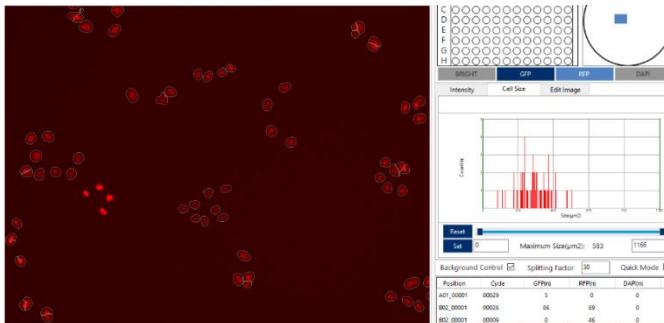 C
D
E
F
G
H
BRIGHT GFP RFP DAPI
Intensity Cell Size Edit Image
Counts
Size(μm2)
Reset
Set 0 Maximum Size(μm2): 583 1166
Background Control Splitting Factor 30 Quick Mode
Position Cycle GFP(n) RFP(n) DAPI(n)
A01_00001 00029 5 0 0
B02_00001 00028 86 69 0
B02_00001 00009 0 46 0